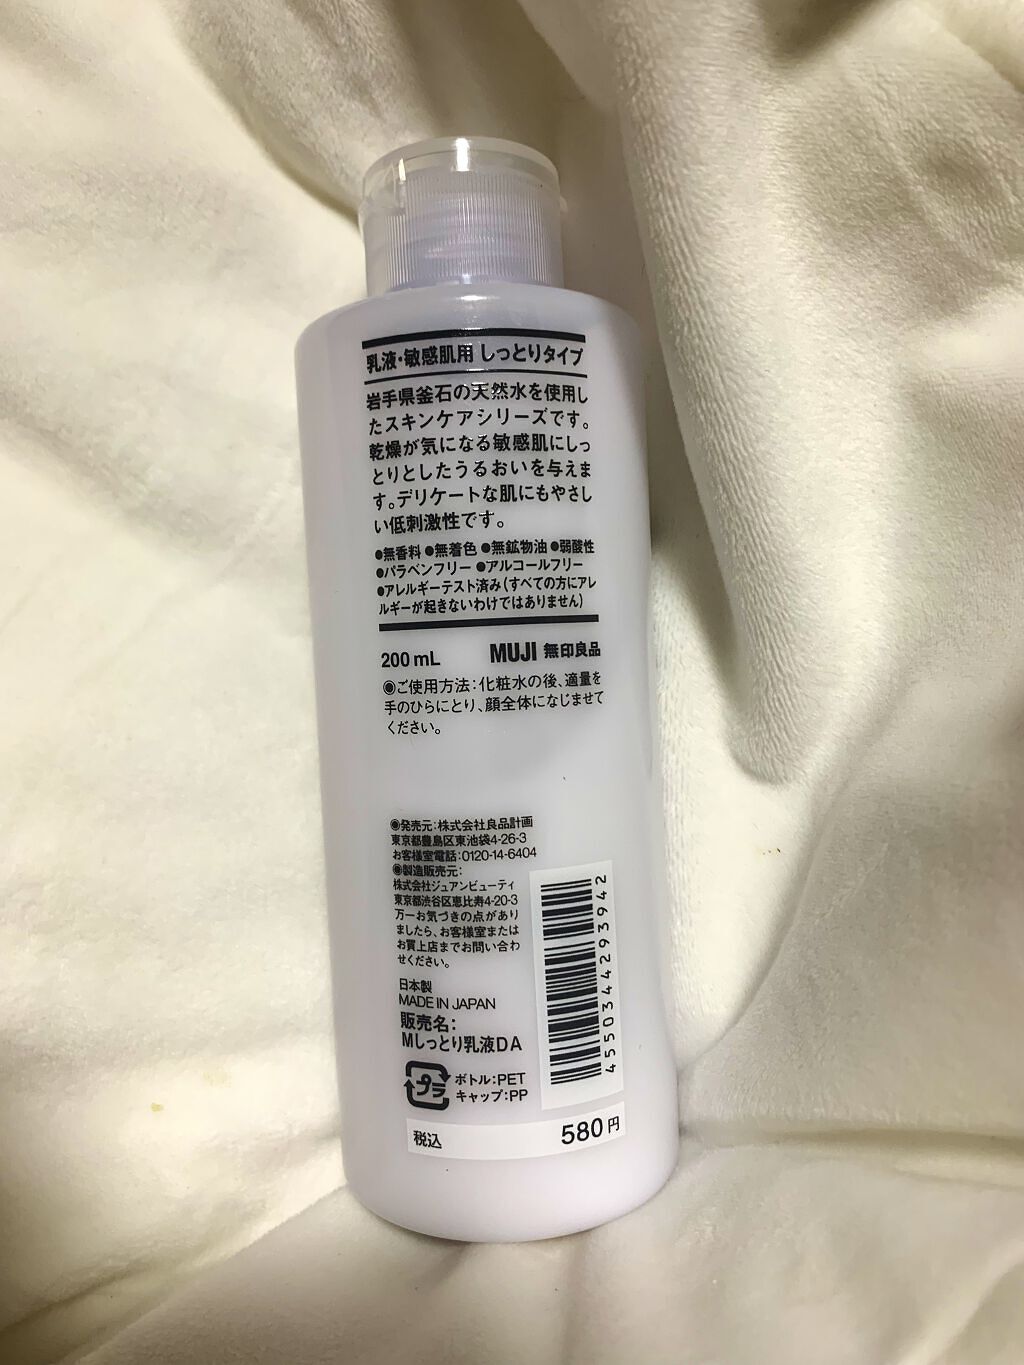 乳液・敏感肌用 しっとりタイプ
岩手県釜石の天然水を使用し
たスキンケアシリーズです。
乾燥が気になる敏感肌にしっ
とりとしたうるおいを与えま
す。デリケートな肌にもやさし
い低刺激性です。
●無香料 ●無着色 ●無鉱物油 ●弱酸性
●パラベンフリー ●アルコールフリー
●アレルギーテスト済み(すべての方にアレ
ルギーが起きないわけではありません)
200mL MUJI 無印良品
◉ご使用方法:化粧水の後、適量を
手のひらにとり、顔全体になじませて
ください。
◉発売元:株式会社良品計画
東京都豊島区東池袋4-26-3
お客様室電話:0120-14-6404
◉製造販売元:
株式会社ジュアンビューティ
東京都渋谷区恵比寿4-20-3
万一お気づきの点があり
ましたら、お客様室または
お買上店までお問い合わ
せください。
日本製
MADE IN JAPAN
販売名:
Mしっとり乳液DA
プラ
ボトル:PET
キャップ:PP
4550344293942
税込 580円